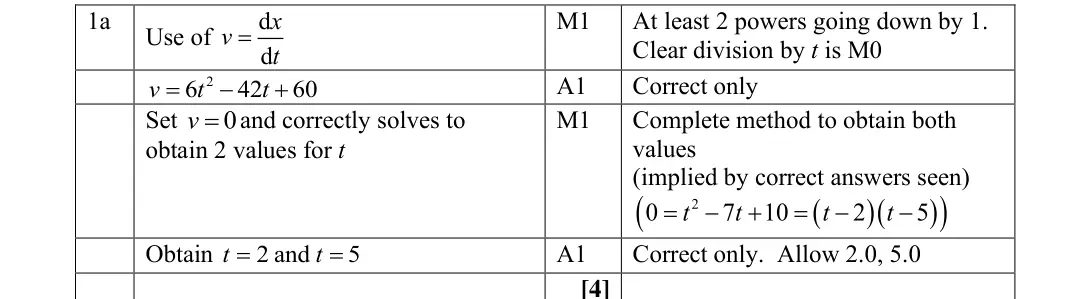 1a Use of v = dx/dt M1 At least 2 powers going down by 1.
Clear division by t is M0
v = 6t² − 42t + 60 A1 Correct only
Set v = 0 and correctly solves to M1 Complete method to obtain both
obtain 2 values for t values
(implied by correct answers seen)
(0 = t² − 7t + 10 = (t − 2)(t − 5))
Obtain t = 2 and t = 5 A1 Correct only. Allow 2.0, 5.0
[4]